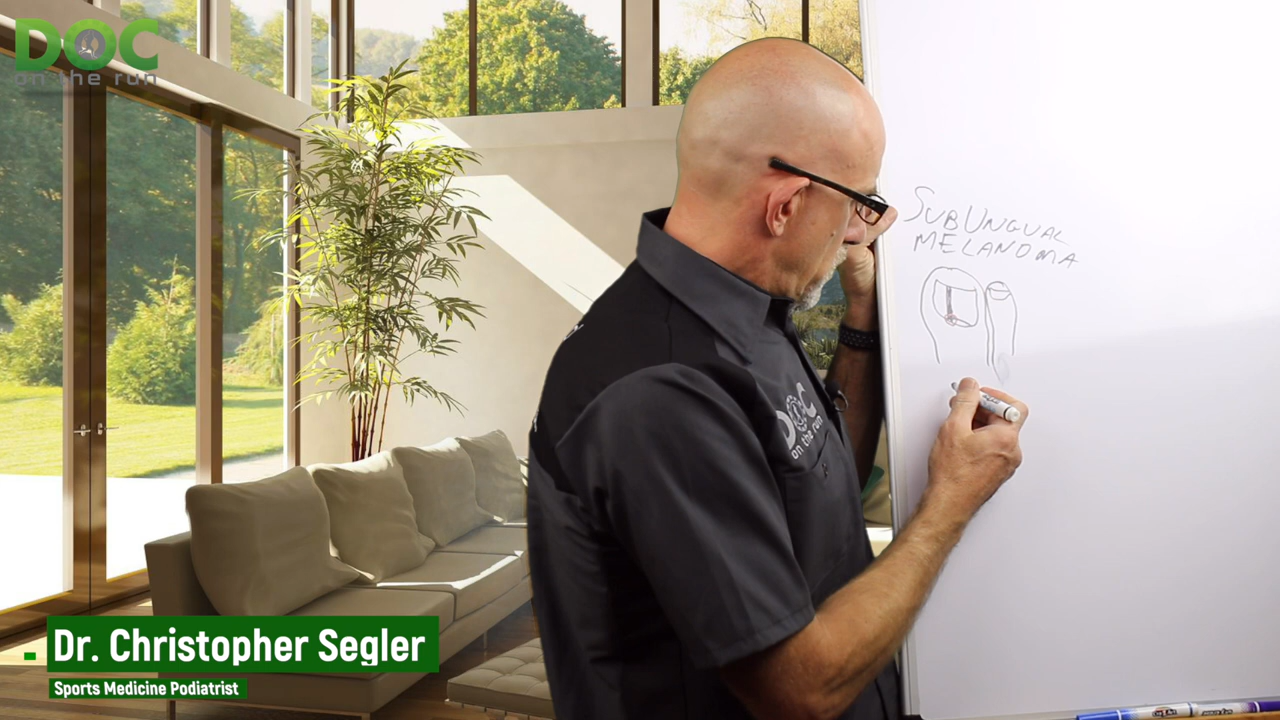 DOC
on the run
SUBUNGUAL
MELANOMA
DOC
on the run
Dr. Christopher Segler
Sports Medicine Podiatrist